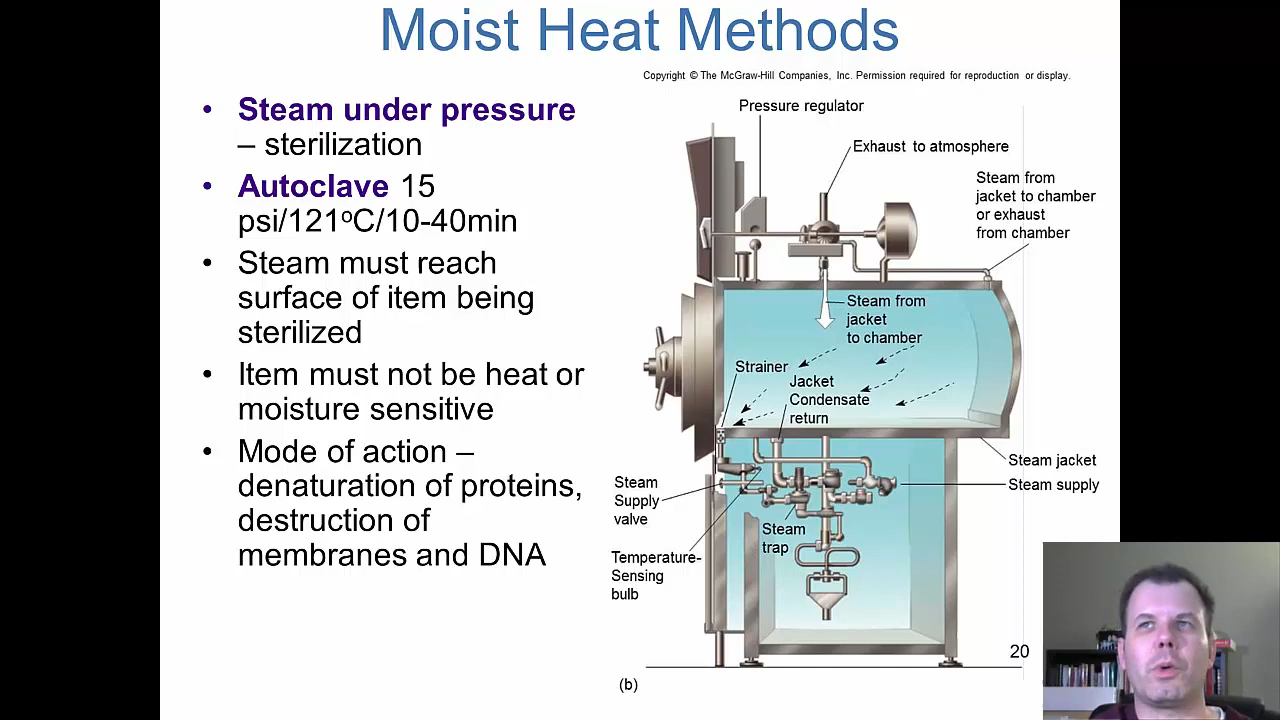 Moist Heat Methods
Copyright © The McGraw-Hill Companies, Inc. Permission required for reproduction or display.
• Steam under pressure
– sterilization
• Autoclave 15
psi/121ºC/10-40min
• Steam must reach
surface of item being
sterilized
• Item must not be heat or
moisture sensitive
• Mode of action –
denaturation of proteins,
destruction of
membranes and DNA
Pressure regulator
Exhaust to atmosphere
Steam from
jacket to chamber
or exhaust
from chamber
Steam from
jacket
to chamber
Strainer
Jacket
Condensate
return
Steam jacket
Steam supply
Steam
Supply
valve
Steam
trap
Temperature-
Sensing
bulb
20
(b)